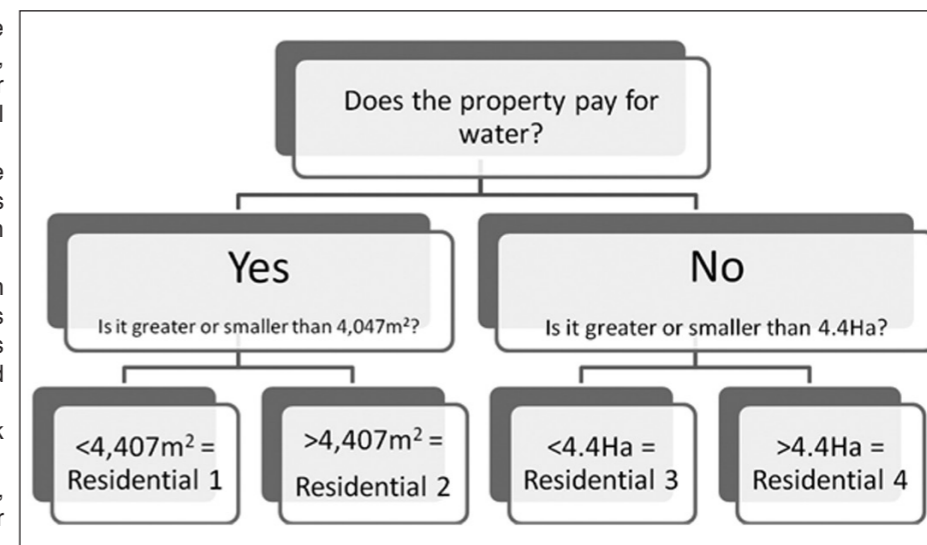 Does the property pay for
water?
Yes
Is it greater or smaller than 4,047m²?
No
Is it greater or smaller than 4.4Ha?
<4,407m² =
Residential 1
>4,407m² =
Residential 2
<4.4Ha =
Residential 3
>4.4Ha =
Residential 4